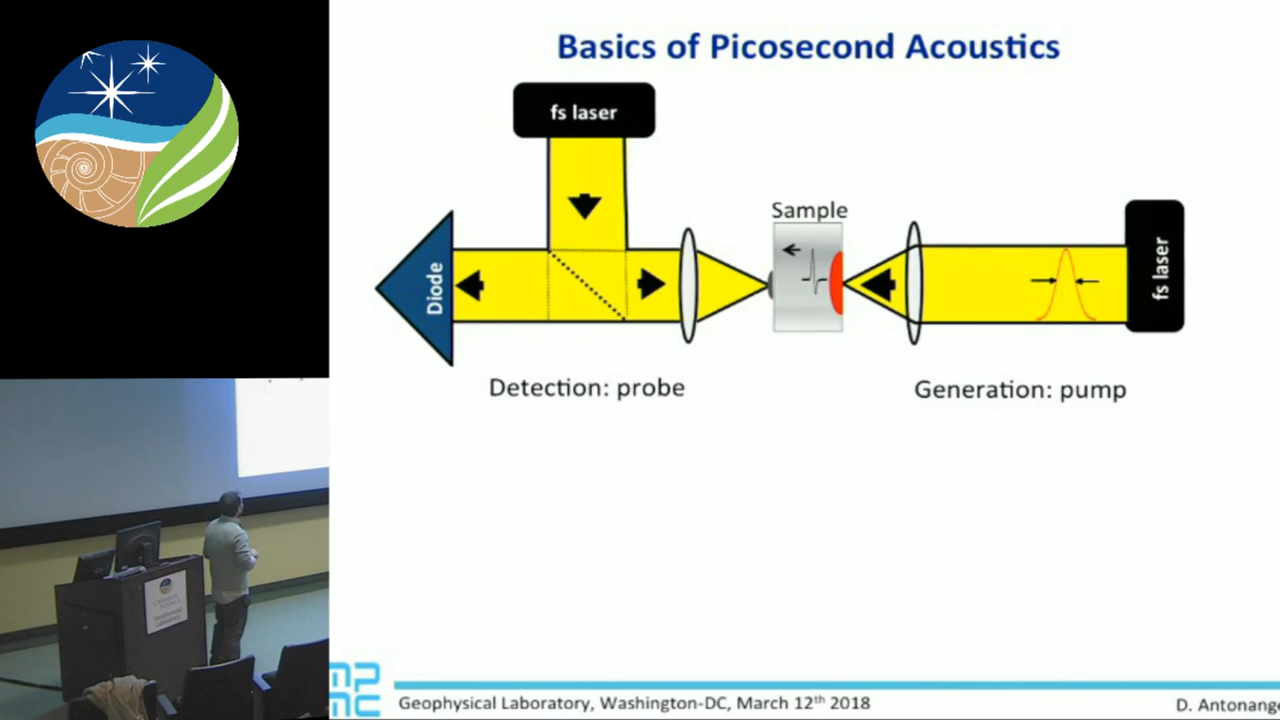 Basics of Picosecond Acoustics
fs laser
Sample
Diode
fs laser
Detection: probe
Generation: pump
Geophysical Laboratory, Washington-DC, March 12th 2018
D. Antonange